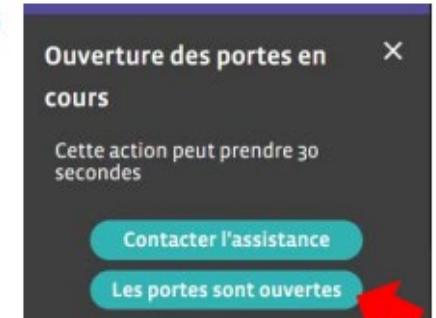 Ouverture des portes en
cours
Cette action peut prendre 30
secondes
Contacter l'assistance
Les portes sont ouvertes